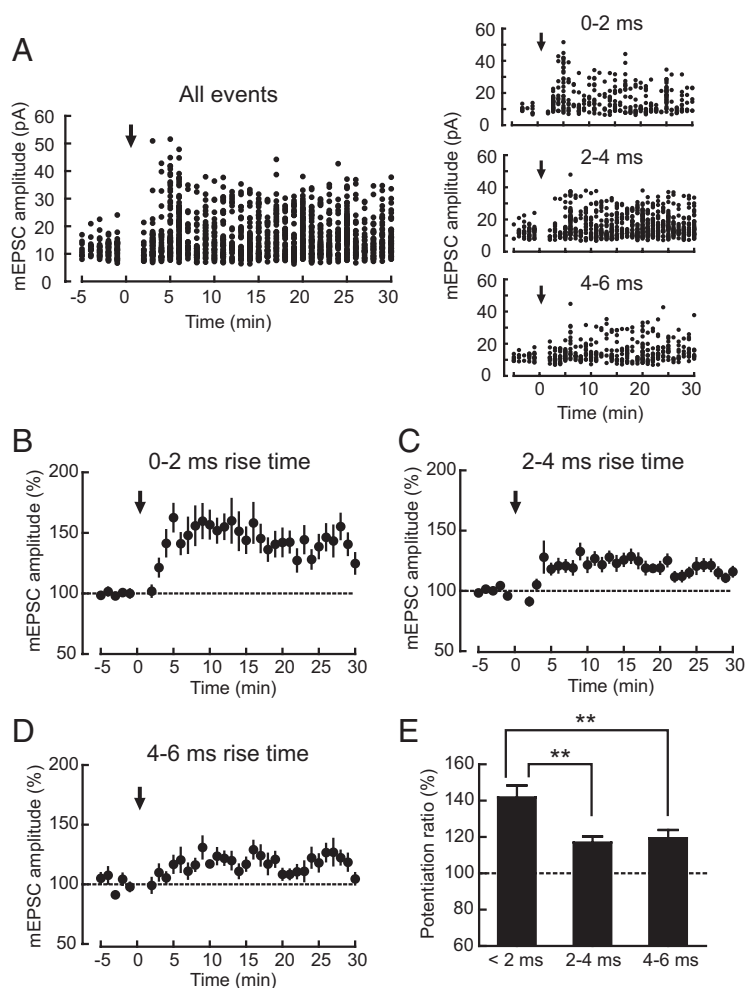 A
All events
mEPSC amplitude (pA)
60
50
40
30
20
10
0
-5 0 5 10 15 20 25 30
Time (min)
mEPSC amplitude (pA)
0-2 ms
60
40
20
0
2-4 ms
60
40
20
0
4-6 ms
60
40
20
0
0 10 20 30
Time (min)
B
0-2 ms rise time
mEPSC amplitude (%)
200
150
100
50
-5 0 5 10 15 20 25 30
Time (min)
C
2-4 ms rise time
mEPSC amplitude (%)
200
150
100
50
-5 0 5 10 15 20 25 30
Time (min)
D
4-6 ms rise time
mEPSC amplitude (%)
200
150
100
50
-5 0 5 10 15 20 25 30
Time (min)
E
**
**
Potentiation ratio (%)
160
140
120
100
80
60
< 2 ms 2-4 ms 4-6 ms